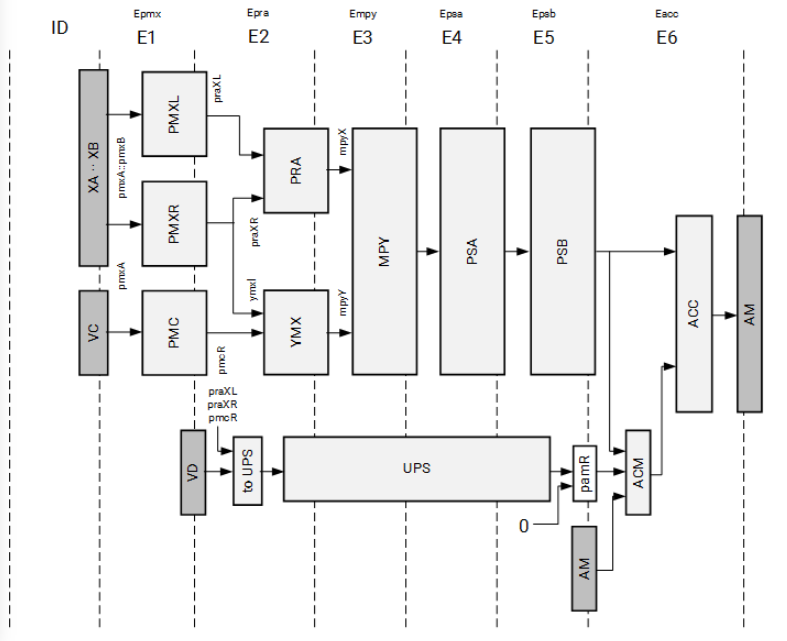 ID
Epmx
Epra
Empy
Epsa
Epsb
Eacc
E1
E2
E3
E4
E5
E6
XA -- XB
pmxA::pmxB
PMXL
praXL
PMXR
praXR
PRA
mpyX
MPY
PSA
PSB
pmxA
VC
PMC
pmcR
ymxI
YMX
mpyY
ACC
AM
praXL
praXR
pmcR
VD
to UPS
UPS
pamR
ACM
0
AM